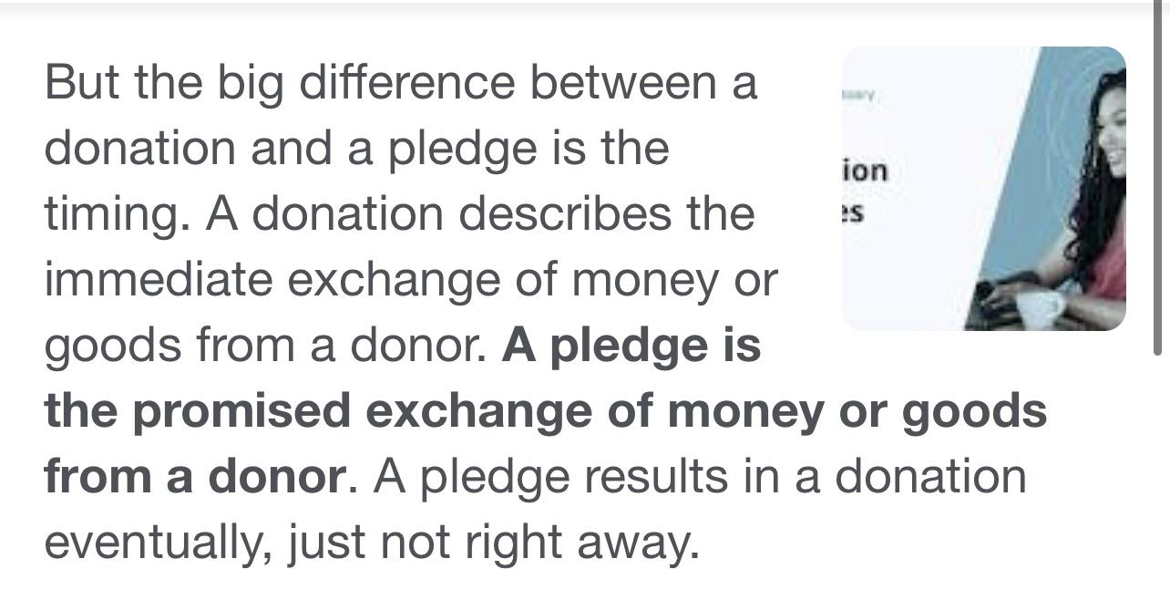 But the big difference between a
donation and a pledge is the
timing. A donation describes the
immediate exchange of money or
goods from a donor. A pledge is
the promised exchange of money or goods
from a donor. A pledge results in a donation
eventually, just not right away.
ion
es